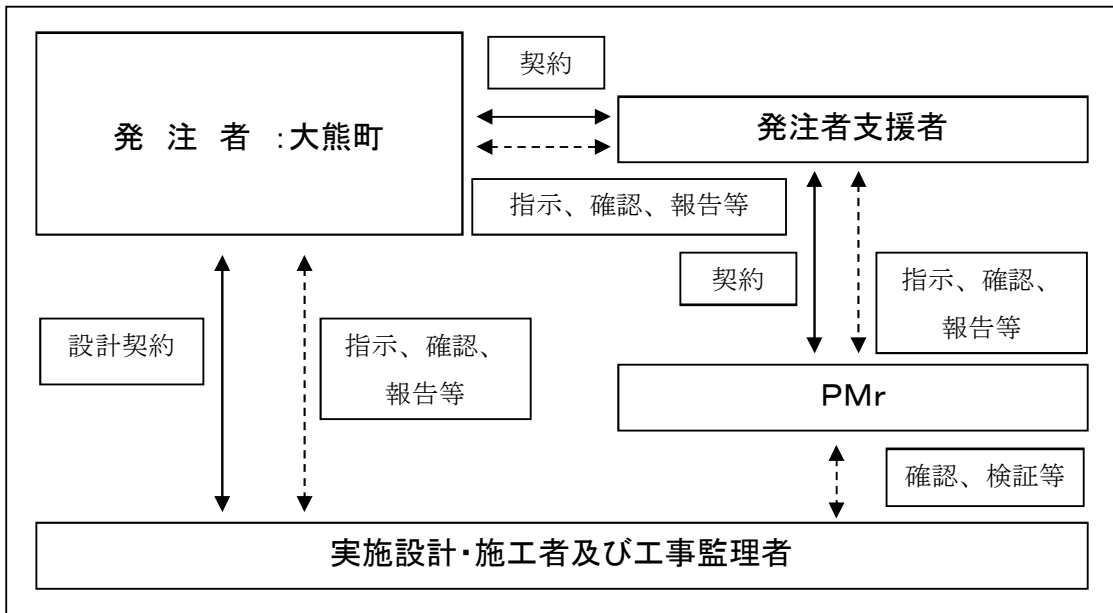 契約
発　注　者　：大熊町
発注者支援者
指示、確認、報告等
契約
指示、確認、
報告等
設計契約
指示、確認、
報告等
ＰＭｒ
確認、検証等
実施設計・施工者及び工事監理者